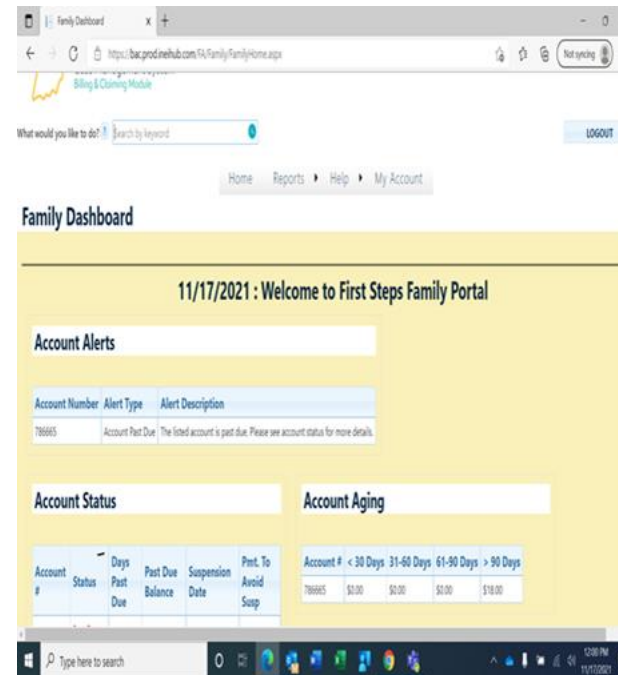 Family Dashboard
https://bac.prod.ineihub.com/FA/Family/FamilyHome.aspx
Not syncing
Billing & Claiming Module
What would you like to do?
Search by keyword
LOGOUT
Home Reports Help My Account
Family Dashboard
11/17/2021 : Welcome to First Steps Family Portal
Account Alerts
Account Number Alert Type Alert Description
786665 Account Past Due The listed account is past due. Please see account status for more details.
Account Status
Account Aging
Account # Status Days Past Due Past Due Balance Suspension Date Pmt. To Avoid Susp
Account # < 30 Days 31-60 Days 61-90 Days > 90 Days
786665 $0.00 $0.00 $0.00 $18.00
Type here to search
12:00 PM
11/17/2021